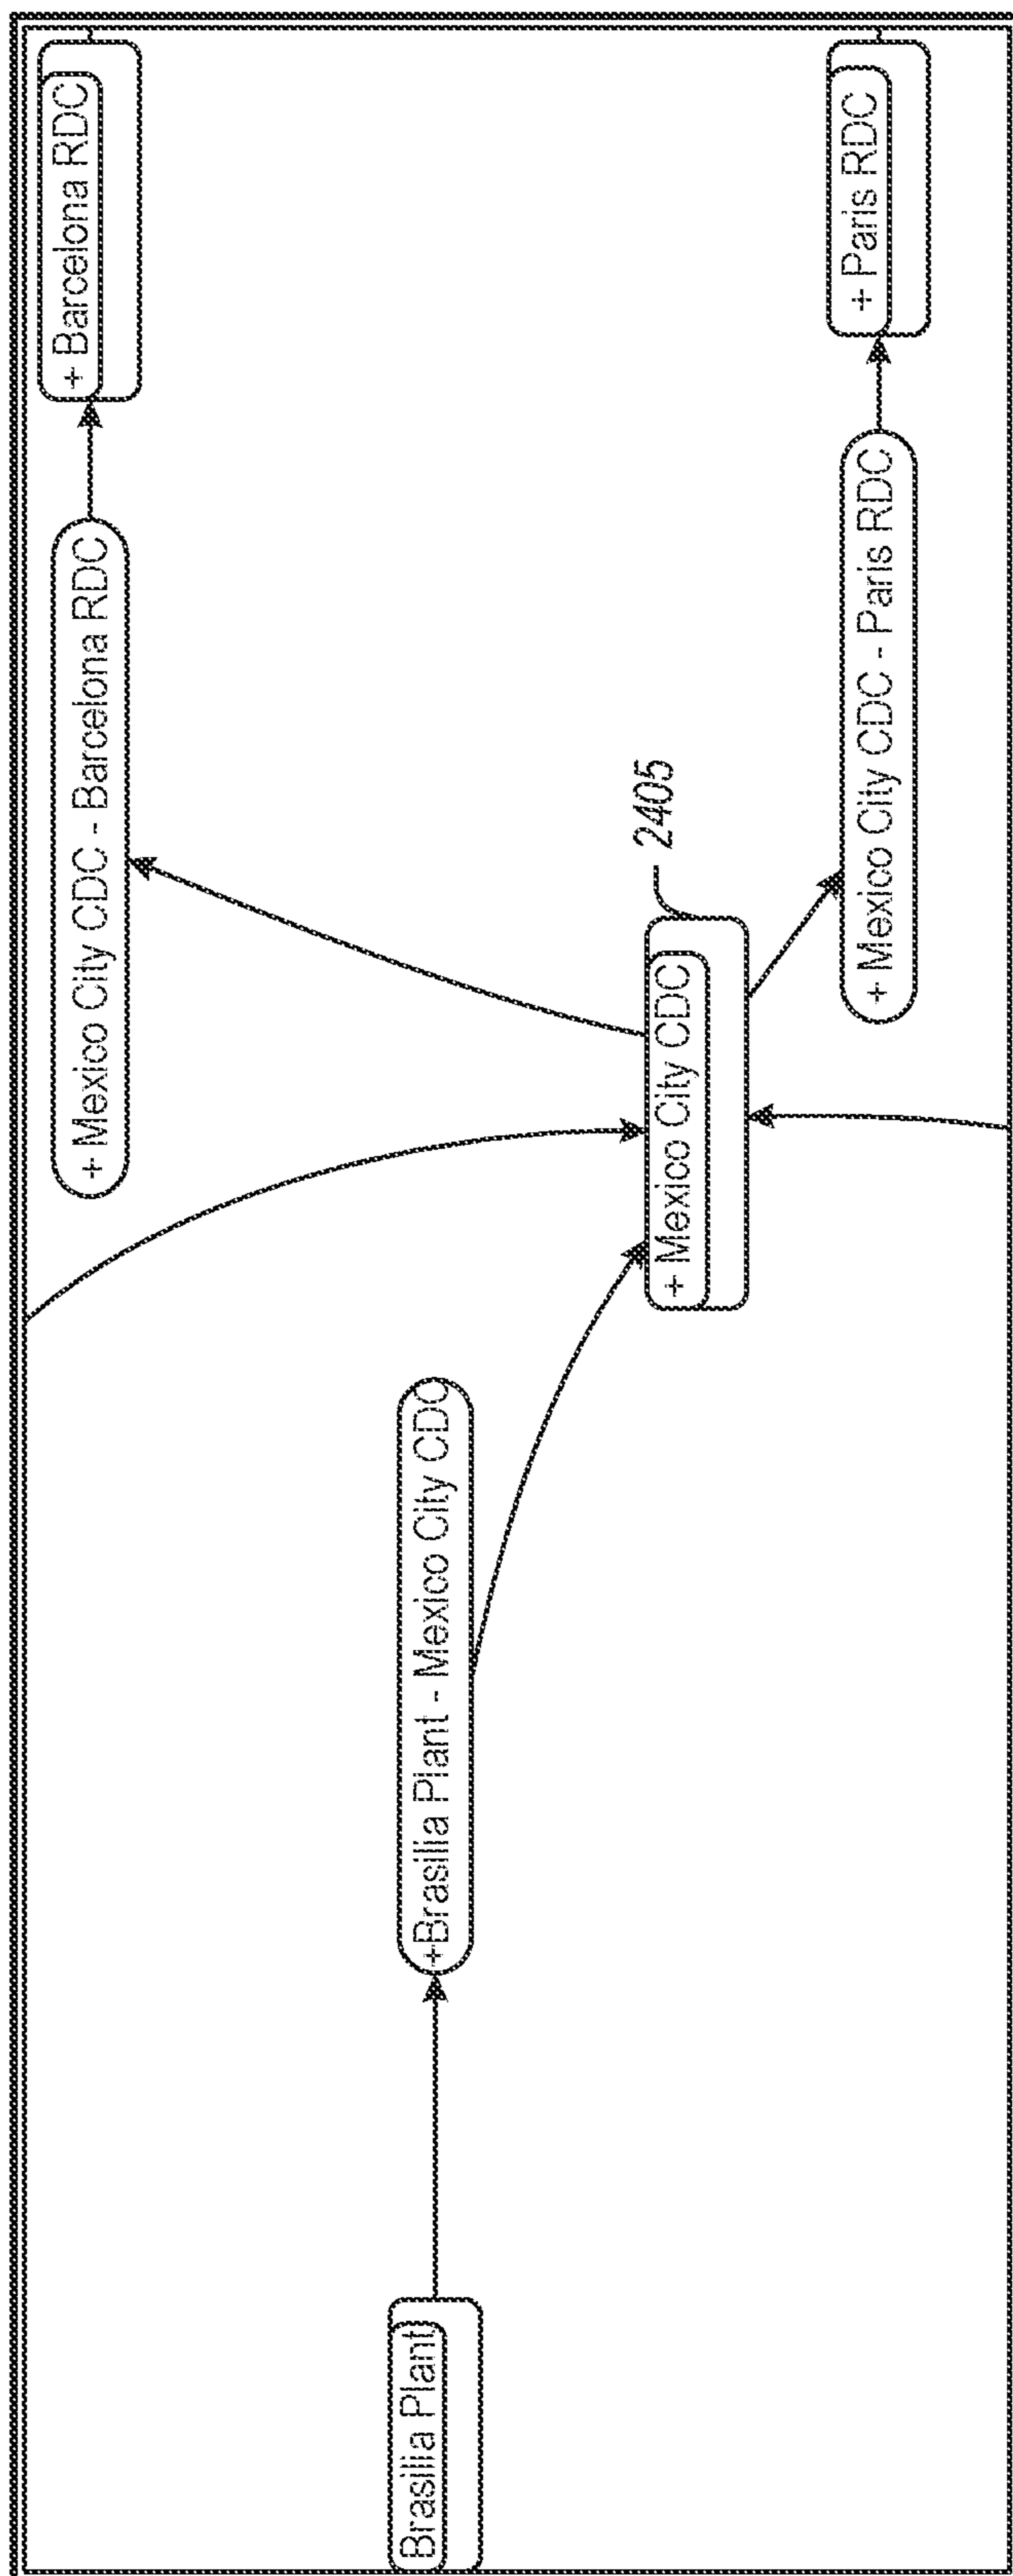 + Mexico City CDC - Barcelona RDC
+ Barcelona RDC
Brasilia Plant
+Brasilia Plant - Mexico City CDC
+ Mexico City CDC
2405
+ Mexico City CDC - Paris RDC
+ Paris RDC